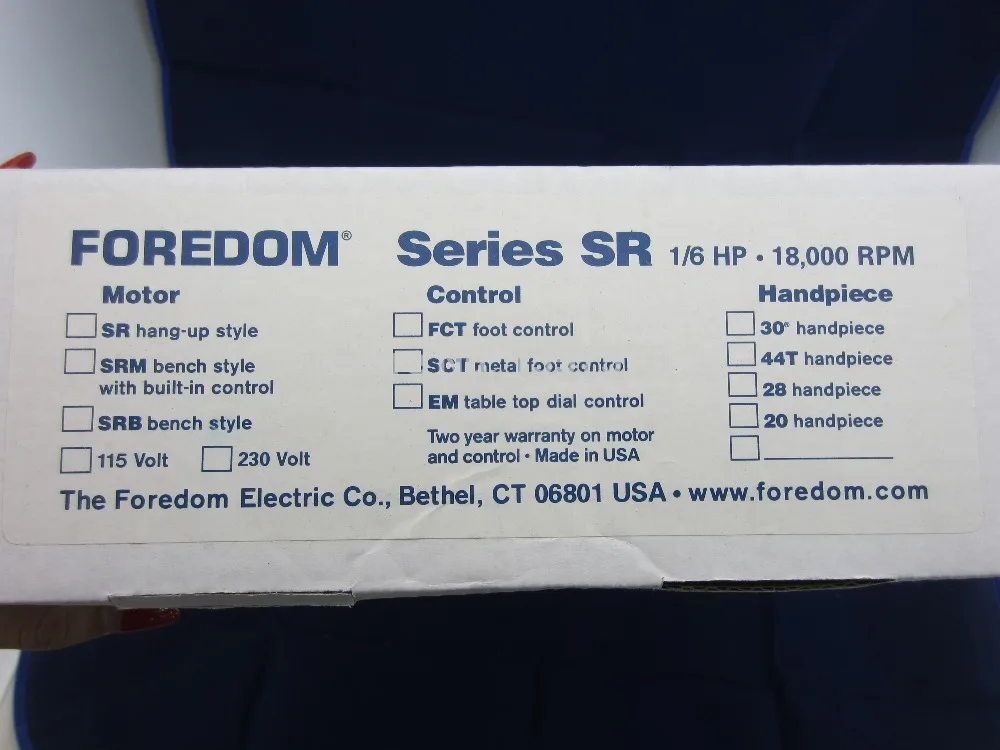 FOREDOM® Series SR 1/6 HP • 18,000 RPM
Motor
SR hang-up style
SRM bench style
with built-in control
SRB bench style
115 Volt 230 Volt
Control
FCT foot control
SCT metal foot control
EM table top dial control
Two year warranty on motor
and control • Made in USA
Handpiece
30® handpiece
44T handpiece
28 handpiece
20 handpiece
The Foredom Electric Co., Bethel, CT 06801 USA • www.foredom.com